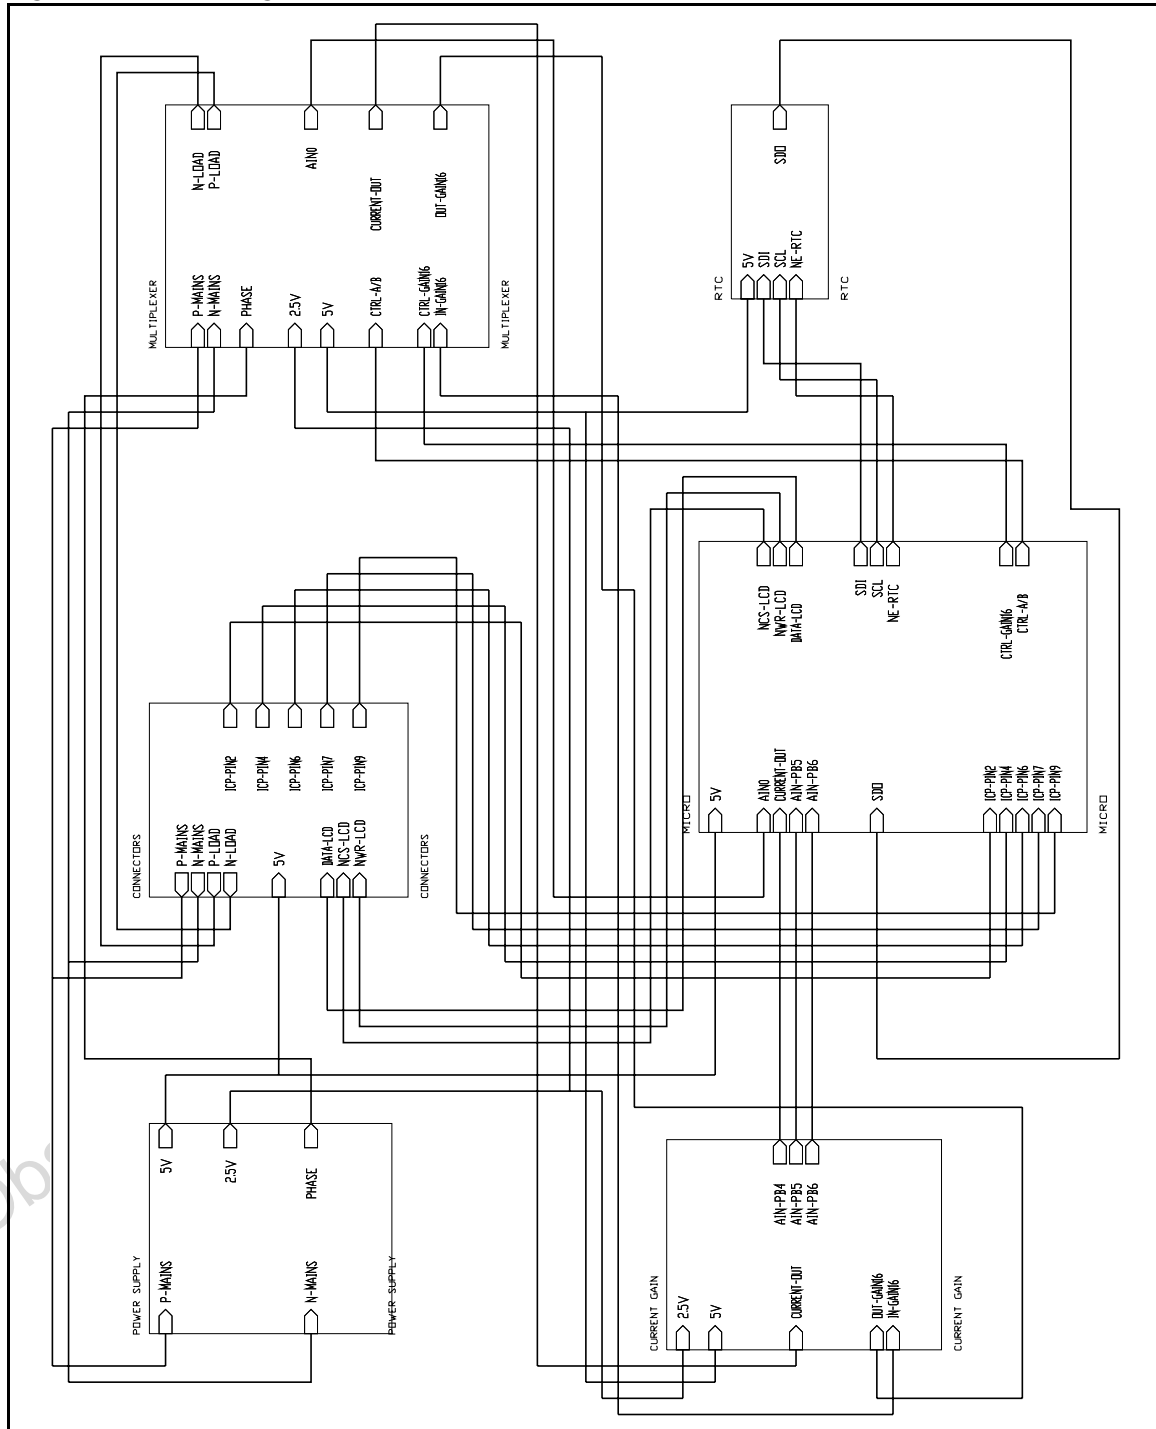 N-LOAD
P-LOAD
AIN0
CURRENT-OUT
OUT-GAIN16
P-MAINS
N-MAINS
PHASE
2.5V
5V
CTRL-A/B
CTRL-GAIN16
IN-GAIN16
MULTIPLEXER
MULTIPLEXER
SDO
5V
SDI
SCL
NE-RTC
RTC
RTC
NCS-LCD
NWR-LCD
DATA-LCD
SDI
SCL
NE-RTC
CTRL-GAIN16
CTRL-A/B
5V
AIN0
CURRENT-OUT
AIN-PB5
AIN-PB6
SDO
ICP-PIN2
ICP-PIN4
ICP-PIN6
ICP-PIN7
ICP-PIN9
MICRO
MICRO
ICP-PIN2
ICP-PIN4
ICP-PIN6
ICP-PIN7
ICP-PIN9
P-MAINS
N-MAINS
P-LOAD
N-LOAD
5V
DATA-LCD
NCS-LCD
NWR-LCD
CONNECTORS
CONNECTORS
5V
2.5V
PHASE
P-MAINS
N-MAINS
POWER SUPPLY
POWER SUPPLY
AIN-PB4
AIN-PB5
AIN-PB6
2.5V
5V
CURRENT-OUT
OUT-GAIN16
IN-GAIN16
CURRENT GAIN
CURRENT GAIN